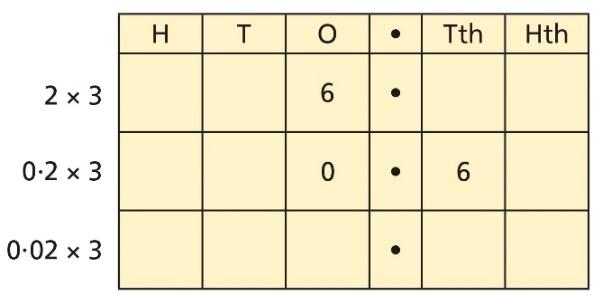 H T O • Tth Hth
2 × 3 6 •
0·2 × 3 0 • 6
0·02 × 3 •